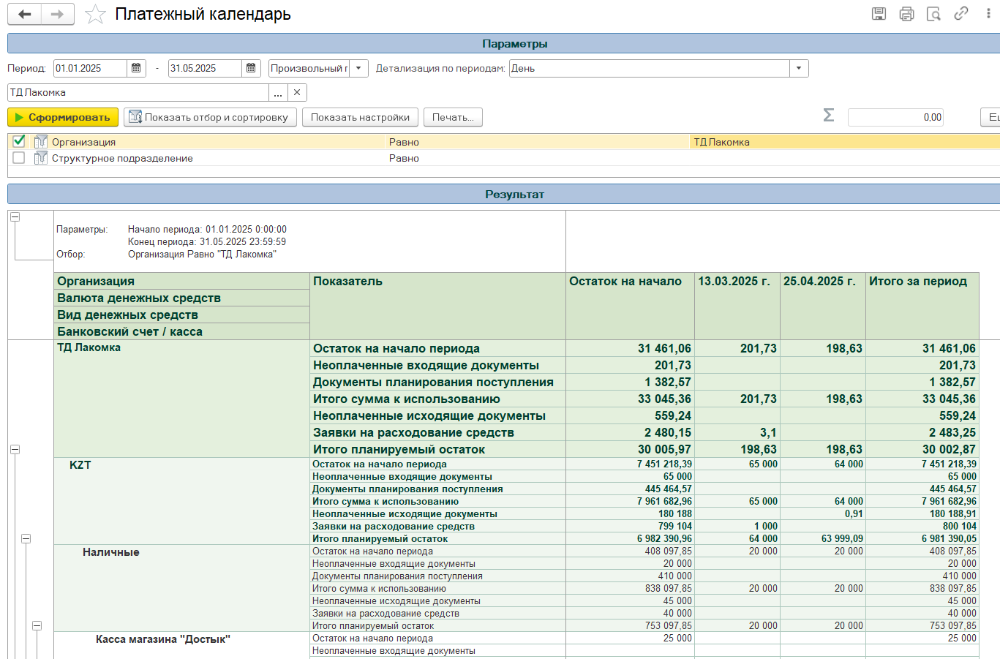 Платежный календарь
Параметры
Период: 01.01.2025 - 31.05.2025 Произвольный г Детализация по периодам: День
ТД Лакомка ...
Сформировать Показать отбор и сортировку Показать настройки Печать... Σ 0,00
Организация Равно ТД Лакомка
Структурное подразделение Равно
Результат
Параметры: Начало периода: 01.01.2025 0:00:00
Конец периода: 31.05.2025 23:59:59
Отбор: Организация Равно "ТД Лакомка"
Организация Показатель Остаток на начало 13.03.2025 г. 25.04.2025 г. Итого за период
Валюта денежных средств
Вид денежных средств
Банковский счет / касса
ТД Лакомка Остаток на начало периода 31 461,06 201,73 198,63 31 461,06
Неоплаченные входящие документы 201,73 201,73
Документы планирования поступления 1 382,57 1 382,57
Итого сумма к использованию 33 045,36 201,73 198,63 33 045,36
Неоплаченные исходящие документы 559,24 559,24
Заявки на расходование средств 2 480,15 3,1 2 483,25
Итого планируемый остаток 30 005,97 198,63 198,63 30 002,87
KZT Остаток на начало периода 7 451 218,39 65 000 64 000 7 451 218,39
Неоплаченные входящие документы 65 000 65 000
Документы планирования поступления 445 464,57 445 464,57
Итого сумма к использованию 7 961 682,96 65 000 64 000 7 961 682,96
Неоплаченные исходящие документы 180 188 0,91 180 188,91
Заявки на расходование средств 799 104 1 000 800 104
Итого планируемый остаток 6 982 390,96 64 000 63 999,09 6 981 390,05
Наличные Остаток на начало периода 408 097,85 20 000 20 000 408 097,85
Неоплаченные входящие документы 20 000 20 000
Документы планирования поступления 410 000 410 000
Итого сумма к использованию 838 097,85 20 000 20 000 838 097,85
Неоплаченные исходящие документы 45 000 45 000
Заявки на расходование средств 40 000 40 000
Итого планируемый остаток 753 097,85 20 000 20 000 753 097,85
Касса магазина "Достык" Остаток на начало периода 25 000 25 000
Неоплаченные входящие документы